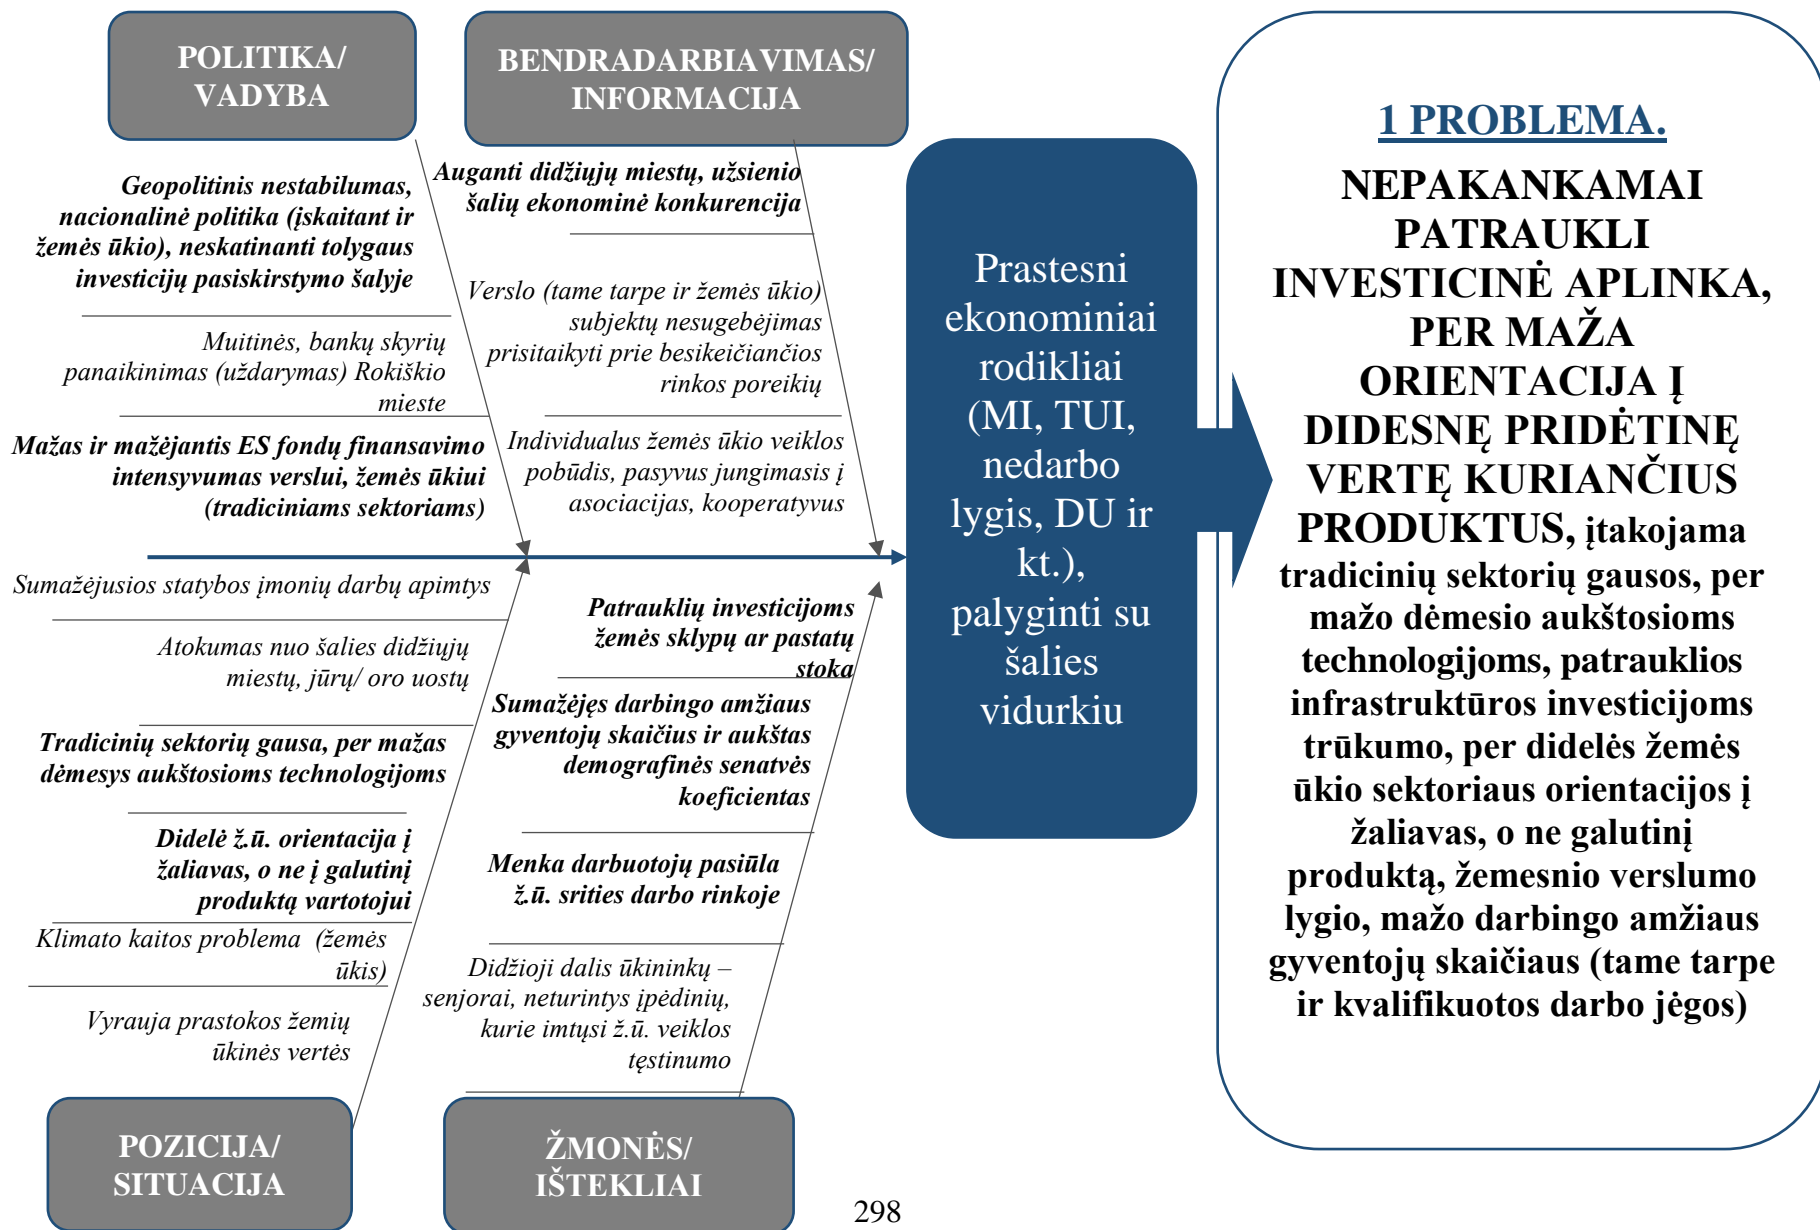 POLITIKA/
VADYBA
BENDRADARBIAVIMAS/
INFORMACIJA
Geopolitinis nestabilumas,
nacionalinė politika (įskaitant ir
žemės ūkio), neskatinanti tolygaus
investicijų pasiskirstymo šalyje
Muitinės, bankų skyrių
panaikinimas (uždarymas) Rokiškio
mieste
Mažas ir mažėjantis ES fondų finansavimo
intensyvumas verslui, žemės ūkiui
(tradiciniams sektoriams)
Auganti didžiųjų miestų, užsienio
šalių ekonominė konkurencija
Verslo (tame tarpe ir žemės ūkio)
subjektų nesugebėjimas
prisitaikyti prie besikeičiančios
rinkos poreikių
Individualus žemės ūkio veiklos
pobūdis, pasyvus jungimasis į
asociacijas, kooperatyvus
Sumažėjusios statybos įmonių darbų apimtys
Atokumas nuo šalies didžiųjų
miestų, jūrų/ oro uostų
Tradicinių sektorių gausa, per mažas
dėmesys aukštosioms technologijoms
Didelė ž.ū. orientacija į
žaliavas, o ne į galutinį
produktą vartotojui
Klimato kaitos problema (žemės
ūkis)
Vyrauja prastokos žemių
ūkinės vertės
Patrauklių investicijoms
žemės sklypų ar pastatų
stoka
Sumažėjęs darbingo amžiaus
gyventojų skaičius ir aukštas
demografinės senatvės
koeficientas
Menka darbuotojų pasiūla
ž.ū. srities darbo rinkoje
Didžioji dalis ūkininkų –
senjorai, neturintys įpėdinių,
kurie imtųsi ž.ū. veiklos
tęstinumo
POZICIJA/
SITUACIJA
ŽMONĖS/
IŠTEKLIAI
Prastesni
ekonominiai
rodikliai
(MI, TUI,
nedarbo
lygis, DU ir
kt.),
palyginti su
šalies
vidurkiu
1 PROBLEMA.
NEPAKANKAMAI
PATRAUKLI
INVESTICINĖ APLINKA,
PER MAŽA
ORIENTACIJA Į
DIDESNĘ PRIDĖTINĘ
VERTĘ KURIANČIUS
PRODUKTUS, įtakojama
tradicinių sektorių gausos, per
mažo dėmesio aukštosioms
technologijoms, patrauklios
infrastruktūros investicijoms
trūkumo, per didelės žemės
ūkio sektoriaus orientacijos į
žaliavas, o ne galutinį
produktą, žemesnio verslumo
lygio, mažo darbingo amžiaus
gyventojų skaičiaus (tame tarpe
ir kvalifikuotos darbo jėgos)
298